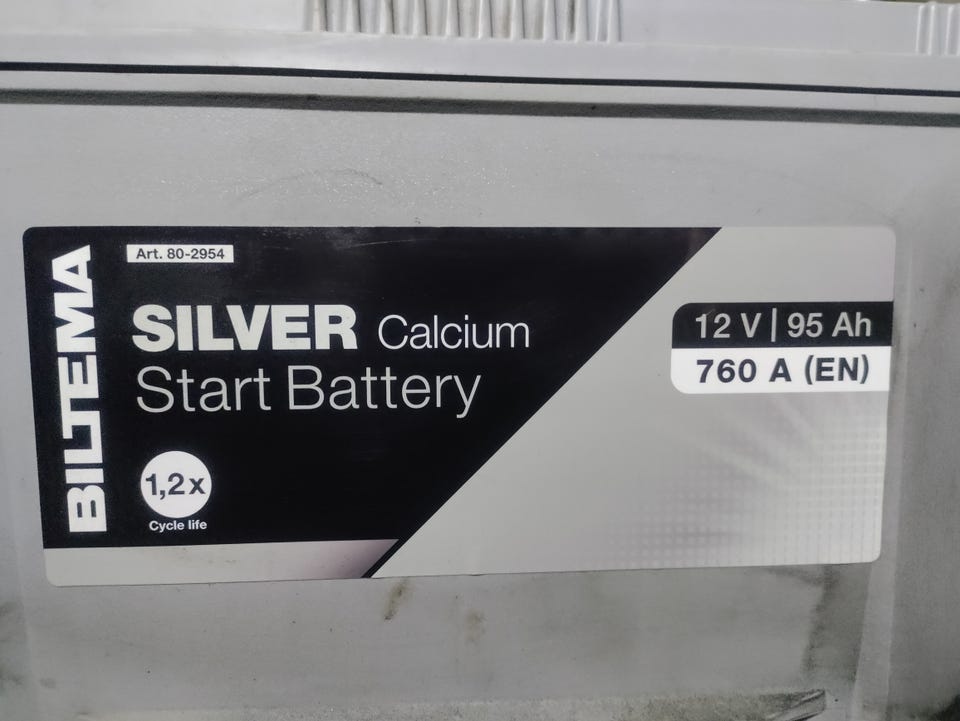 BILTEMA
Art. 80-2954
SILVER Calcium
Start Battery
1,2x
Cycle life
12 V | 95 Ah
760 A (EN)